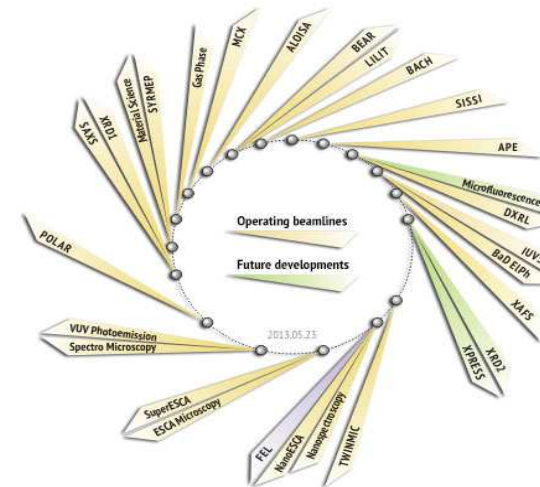 MCX
ALOISA
BEAR
LILIT
BACH
SISSI
APE
Microfluorescence
DXRL
BaD ElPh
XAFS
XRD2
XPRESS
TWINMIC
Nanospectroscopy
NanoESCA
FEL
ESCA Microscopy
SuperESCA
Spectro Microscopy
VUV Photoemission
POLAR
SAXS
XRD1
Material Science
SYRMEP
Gas Phase
Operating beamlines
Future developments
2013.05.23